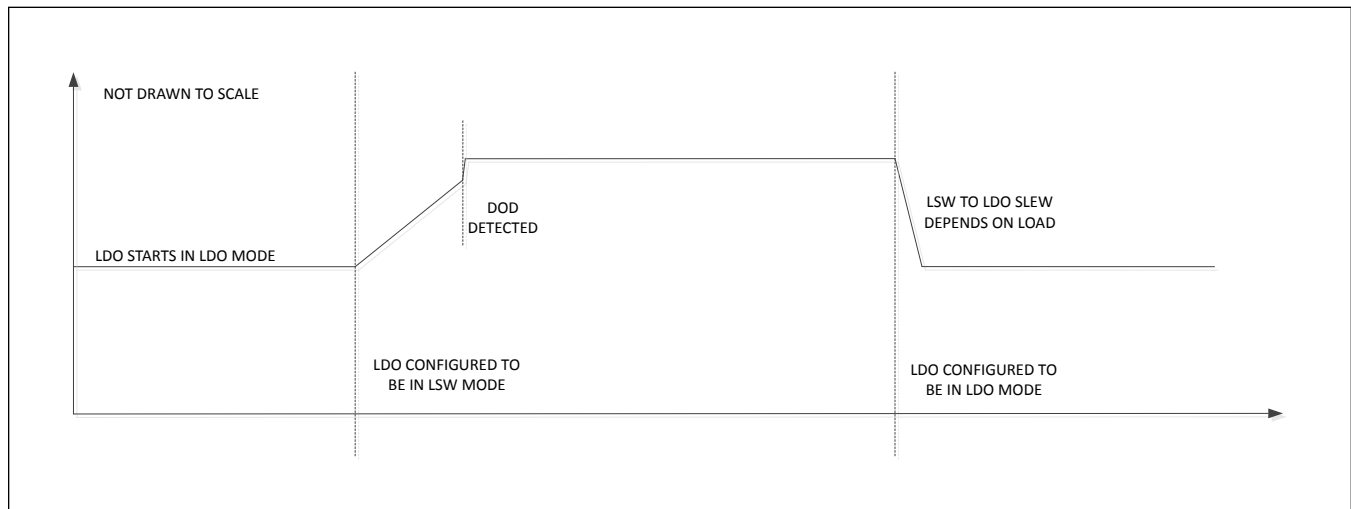 NOT DRAWN TO SCALE
DOD
DETECTED
LSW TO LDO SLEW
DEPENDS ON LOAD
LDO STARTS IN LDO MODE
LDO CONFIGURED TO
BE IN LSW MODE
LDO CONFIGURED TO
BE IN LDO MODE